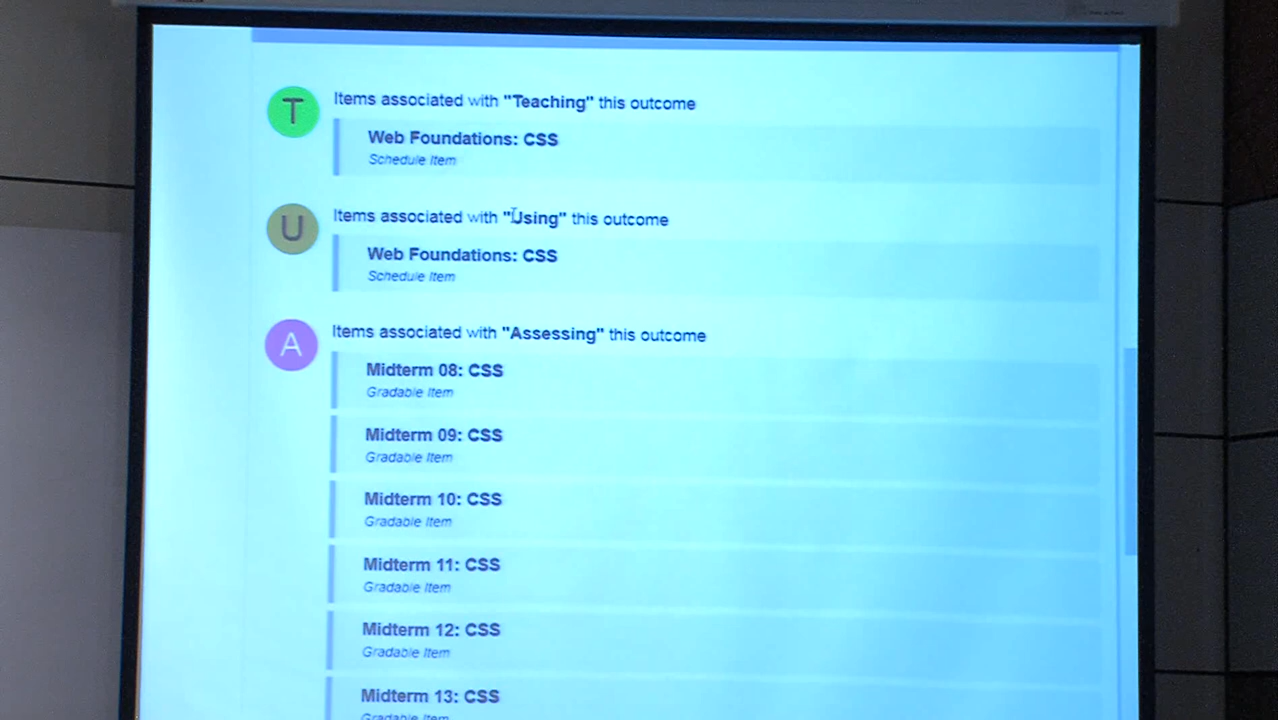 T
Items associated with "Teaching" this outcome
Web Foundations: CSS
Schedule Item
U
Items associated with "Using" this outcome
Web Foundations: CSS
Schedule Item
A
Items associated with "Assessing" this outcome
Midterm 08: CSS
Gradable Item
Midterm 09: CSS
Gradable Item
Midterm 10: CSS
Gradable Item
Midterm 11: CSS
Gradable Item
Midterm 12: CSS
Gradable Item
Midterm 13: CSS
Gradable Item